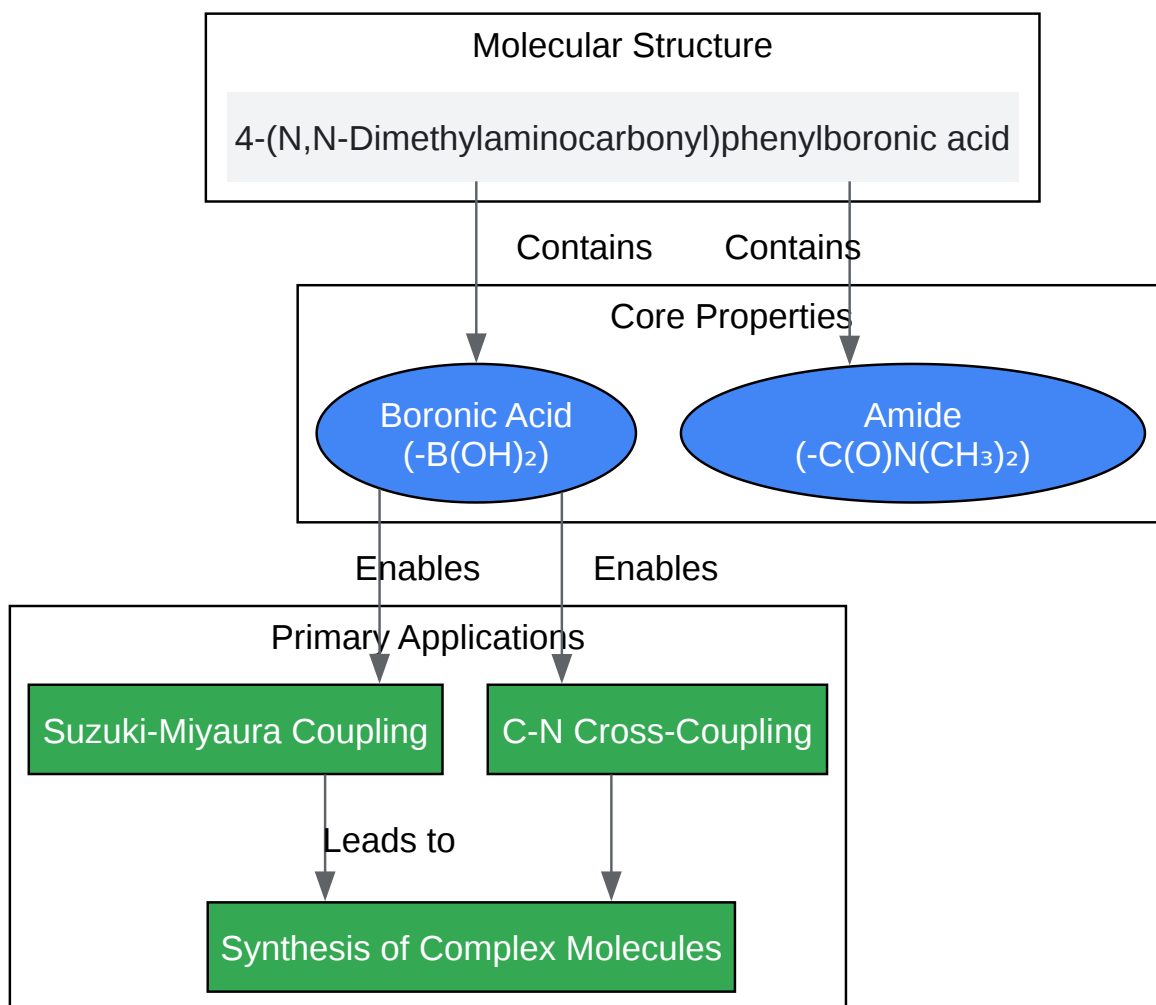 Molecular Structure
4-(N,N-Dimethylaminocarbonyl)phenylboronic acid
Contains
Contains
Core Properties
Boronic Acid
(-B(OH)₂)
Amide
(-C(O)N(CH₃)₂)
Enables
Enables
Primary Applications
Suzuki-Miyaura Coupling
C-N Cross-Coupling
Leads to
Synthesis of Complex Molecules